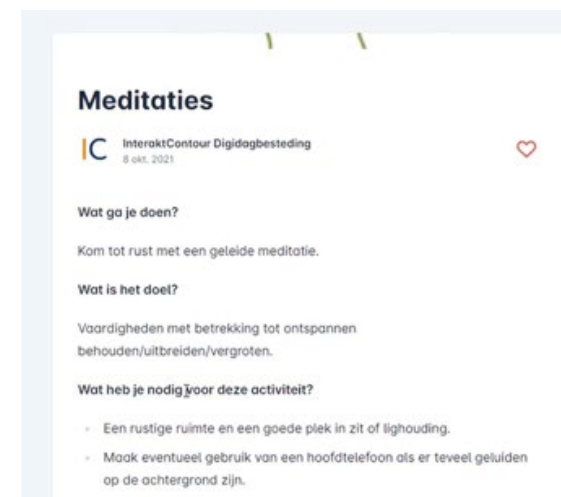 Meditaties
IC InteraktContour Digidagbesteding
8 okt. 2021
Wat ga je doen?
Kom tot rust met een geleide meditatie.
Wat is het doel?
Vaardigheden met betrekking tot ontspannen
behouden/uitbreiden/vergroten.
Wat heb je nodig voor deze activiteit?
- Een rustige ruimte en een goede plek in zit of lighouding.
- Maak eventueel gebruik van een hoofdtelefoon als er teveel geluiden
op de achtergrond zijn.